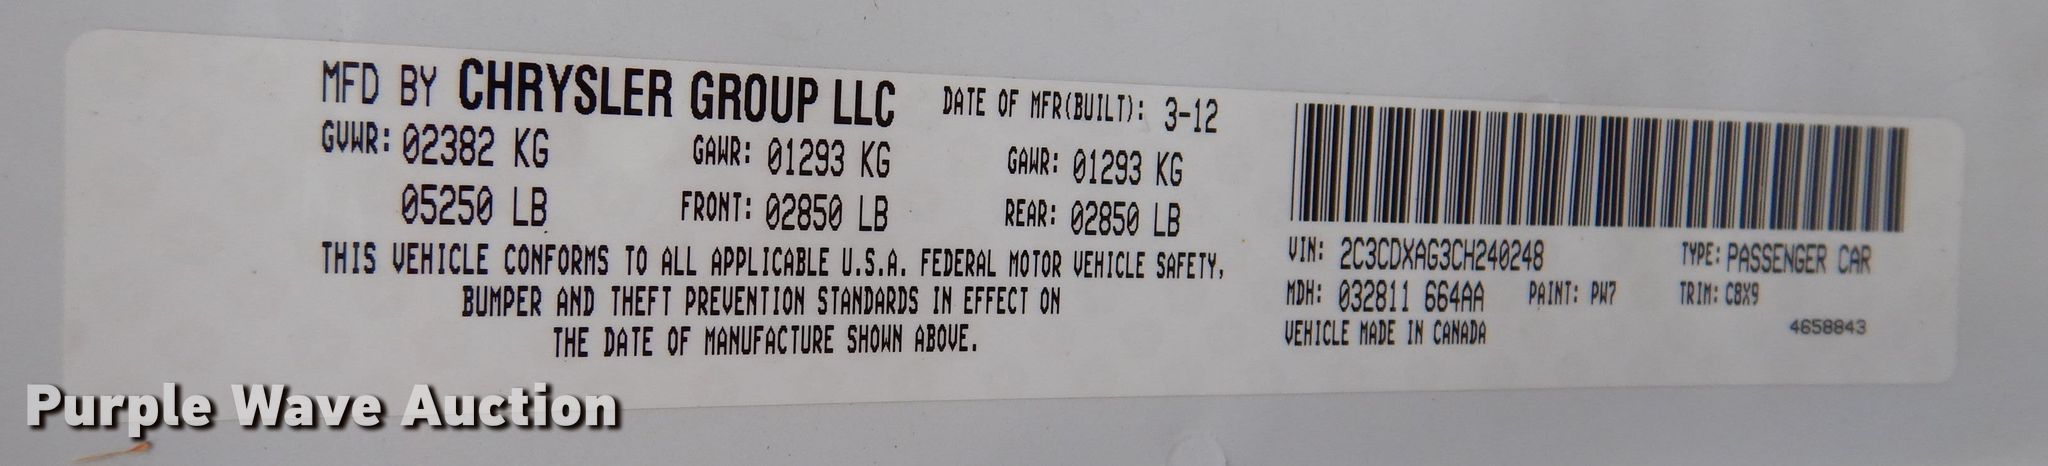 MFD BY CHRYSLER GROUP LLC DATE OF MFR(BUILT): 3-12
GVWR: 02382 KG GAWR: 01293 KG GAWR: 01293 KG
05250 LB FRONT: 02850 LB REAR: 02850 LB
THIS VEHICLE CONFORMS TO ALL APPLICABLE U.S.A. FEDERAL MOTOR VEHICLE SAFETY,
BUMPER AND THEFT PREVENTION STANDARDS IN EFFECT ON
THE DATE OF MANUFACTURE SHOWN ABOVE.
VIN: 2C3CDXAG3CH240248 TYPE: PASSENGER CAR
MDH: 032811 664AA PAINT: PW7 TRIM: C8X9
VEHICLE MADE IN CANADA 4658843
Purple Wave Auction